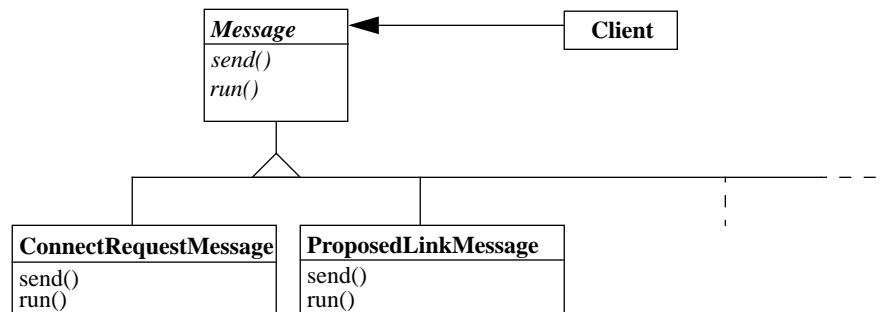 Message
Client
send()
run()
ConnectRequestMessage
ProposedLinkMessage
send()
send()
run()
run()